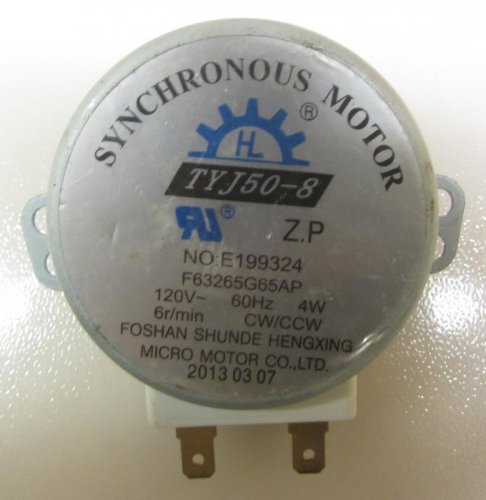 SYNCHRONOUS MOTOR
HL ®
TYJ50-8
RU ®
Z.P
NO:E199324
F63265G65AP
120V~ 60Hz 4W
6r/min CW/CCW
FOSHAN SHUNDE HENGXING
MICRO MOTOR CO.,LTD.
2013 03 07